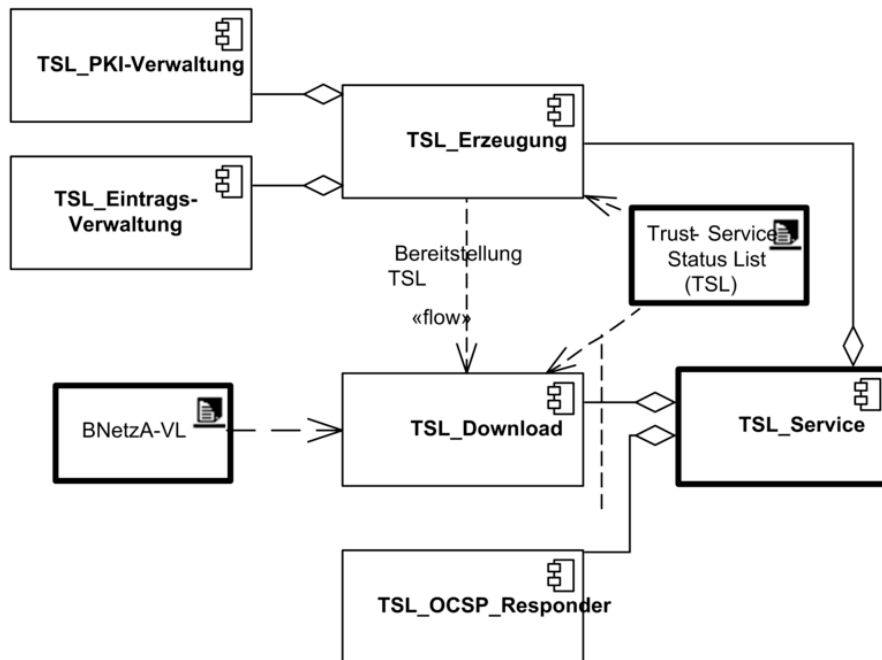 TSL_PKI-Verwaltung
TSL_Erzeugung
TSL_Eintrags-
Verwaltung
Trust- Service
Status List
(TSL)
Bereitstellung
TSL
«flow»
BNetzA-VL
TSL_Download
TSL_Service
TSL_OCSP_Responder